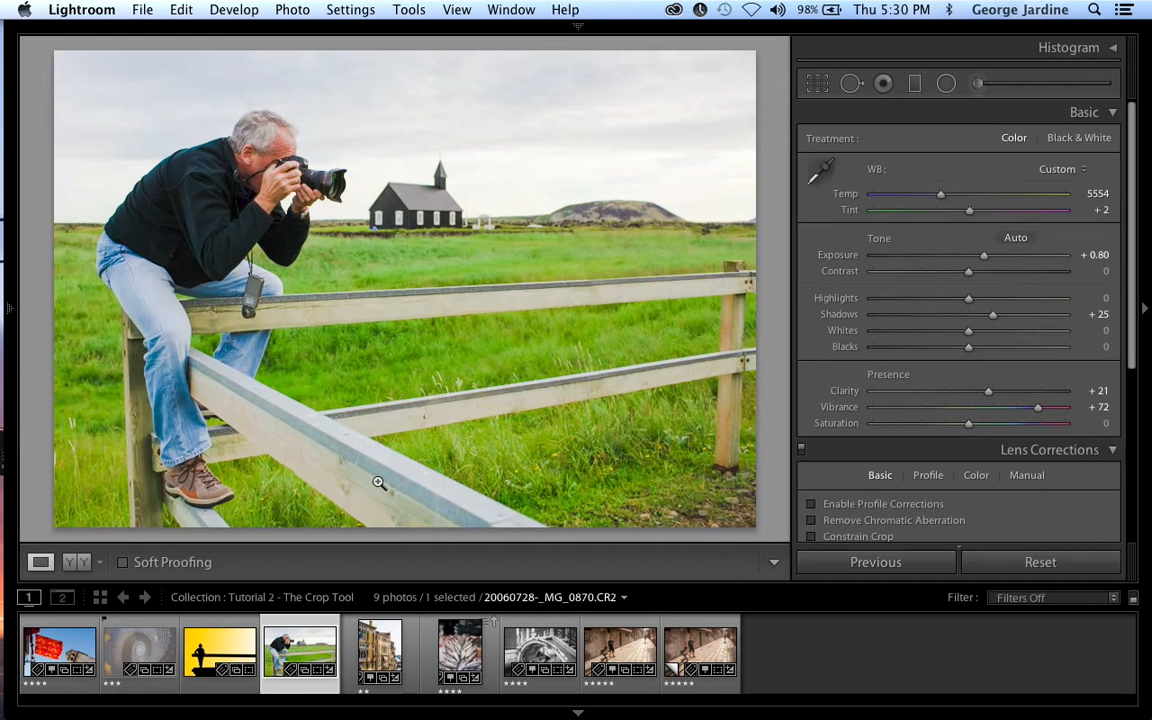 Lightroom File Edit Develop Photo Settings Tools View Window Help 98% Thu 5:30 PM George Jardine
Histogram
Basic
Treatment : Color Black & White
WB : Custom
Temp 5554
Tint + 2
Tone Auto
Exposure + 0.80
Contrast 0
Highlights 0
Shadows + 25
Whites 0
Blacks 0
Presence
Clarity + 21
Vibrance + 72
Saturation 0
Lens Corrections
Basic Profile Color Manual
Enable Profile Corrections
Remove Chromatic Aberration
Constrain Crop
Y Y Soft Proofing Previous Reset
1 2 Collection : Tutorial 2 - The Crop Tool 9 photos / 1 selected / 20060728-_MG_0870.CR2 Filter : Filters Off